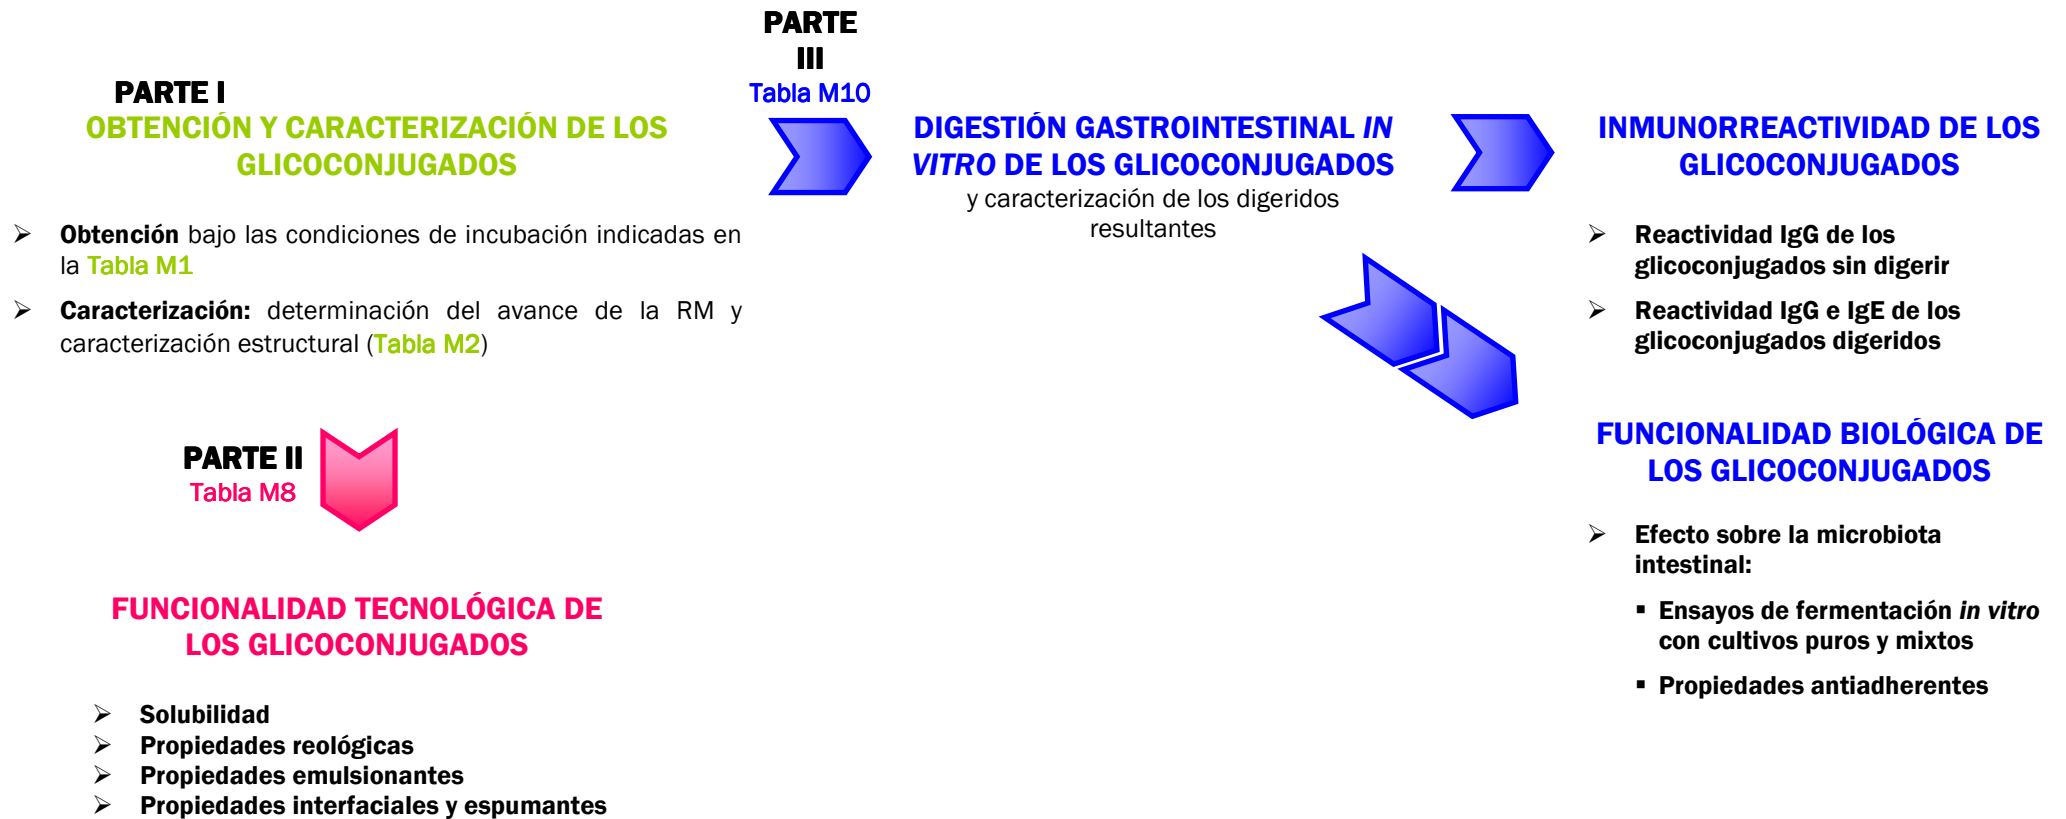 PARTE I
OBTENCIÓN Y CARACTERIZACIÓN DE LOS
GLICOCONJUGADOS
➢ Obtención bajo las condiciones de incubación indicadas en
la Tabla M1
➢ Caracterización: determinación del avance de la RM y
caracterización estructural (Tabla M2)
PARTE II
Tabla M8
FUNCIONALIDAD TECNOLÓGICA DE
LOS GLICOCONJUGADOS
➢ Solubilidad
➢ Propiedades reológicas
➢ Propiedades emulsionantes
➢ Propiedades interfaciales y espumantes
PARTE
III
Tabla M10
DIGESTIÓN GASTROINTESTINAL IN
VITRO DE LOS GLICOCONJUGADOS
y caracterización de los digeridos
resultantes
INMUNORREACTIVIDAD DE LOS
GLICOCONJUGADOS
➢ Reactividad IgG de los
glicoconjugados sin digerir
➢ Reactividad IgG e IgE de los
glicoconjugados digeridos
FUNCIONALIDAD BIOLÓGICA DE
LOS GLICOCONJUGADOS
➢ Efecto sobre la microbiota
intestinal:
▪ Ensayos de fermentación in vitro
con cultivos puros y mixtos
▪ Propiedades antiadherentes